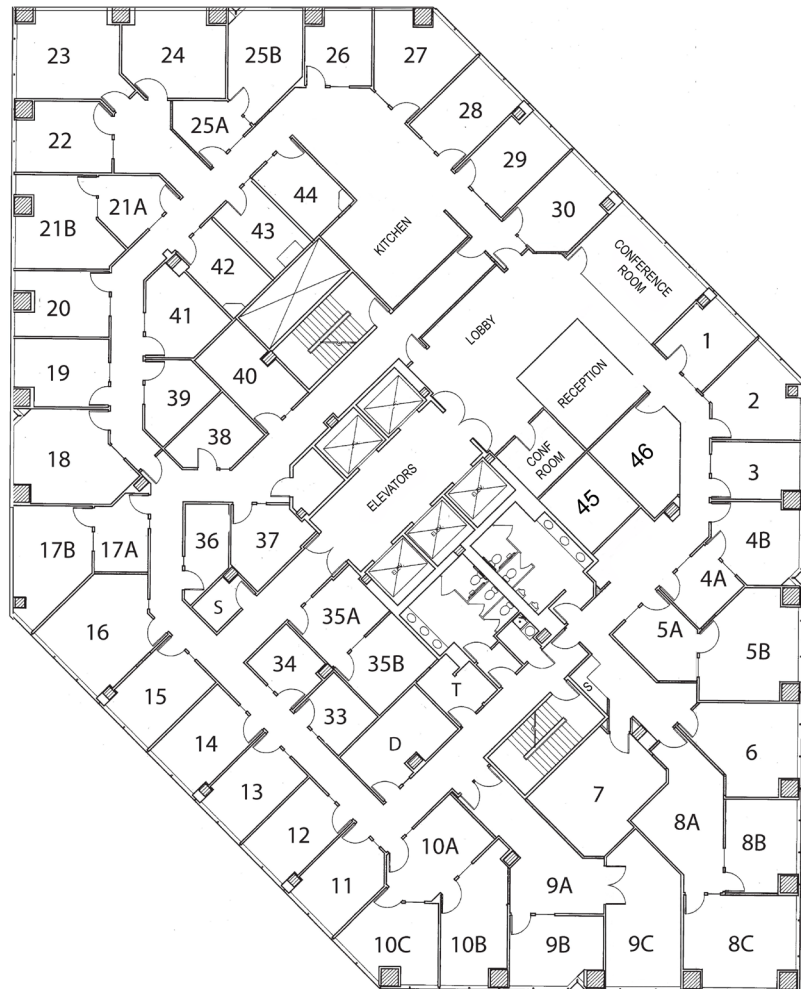 23
24
25B
26
27
22
25A
28
29
44
30
21B
21A
43
KITCHEN
CONFERENCE
ROOM
42
20
41
LOBBY
1
19
40
RECEPTION
2
39
18
38
CONF
ROOM
46
3
ELEVATORS
45
17B
17A
36
37
4B
4A
S
35A
5A
16
34
35B
5B
T
S
15
33
14
D
6
13
7
12
10A
8A
8B
11
9A
10C
10B
9B
9C
8C